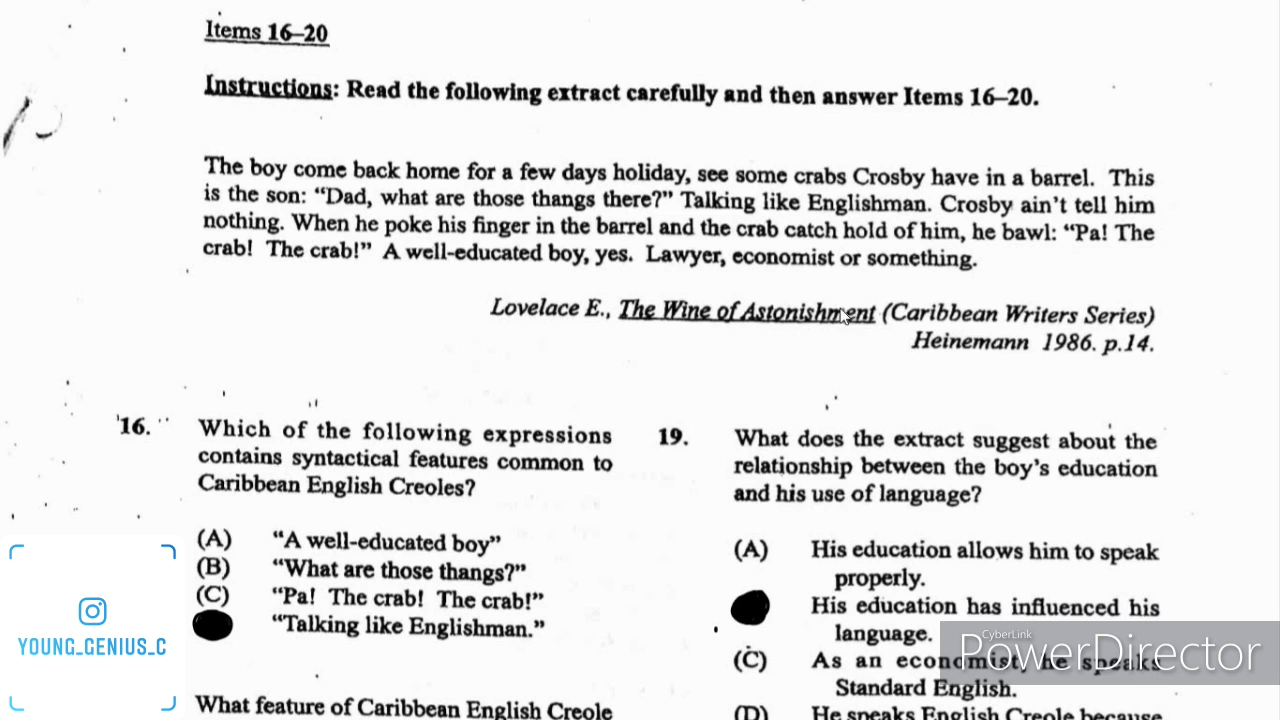 Items 16–20
Instructions: Read the following extract carefully and then answer Items 16–20.
The boy come back home for a few days holiday, see some crabs Crosby have in a barrel. This
is the son: “Dad, what are those thangs there?” Talking like Englishman. Crosby ain't tell him
nothing. When he poke his finger in the barrel and the crab catch hold of him, he bawl: “Pa! The
crab! The crab!” A well-educated boy, yes. Lawyer, economist or something.
Lovelace E., The Wine of Astonishment (Caribbean Writers Series)
Heinemann 1986. p.14.
16. Which of the following expressions
contains syntactical features common to
Caribbean English Creoles?
(A) “A well-educated boy”
(B) “What are those thangs?”
(C) “Pa! The crab! The crab!”
“Talking like Englishman.”
What feature of Caribbean English Creole
19. What does the extract suggest about the
relationship between the boy's education
and his use of language?
(A) His education allows him to speak
properly.
His education has influenced his
language.
(C) As an economist, he speaks
Standard English.
(D) He speaks English Creole because
YOUNG_GENIUS_C
CyberLink
PowerDirector